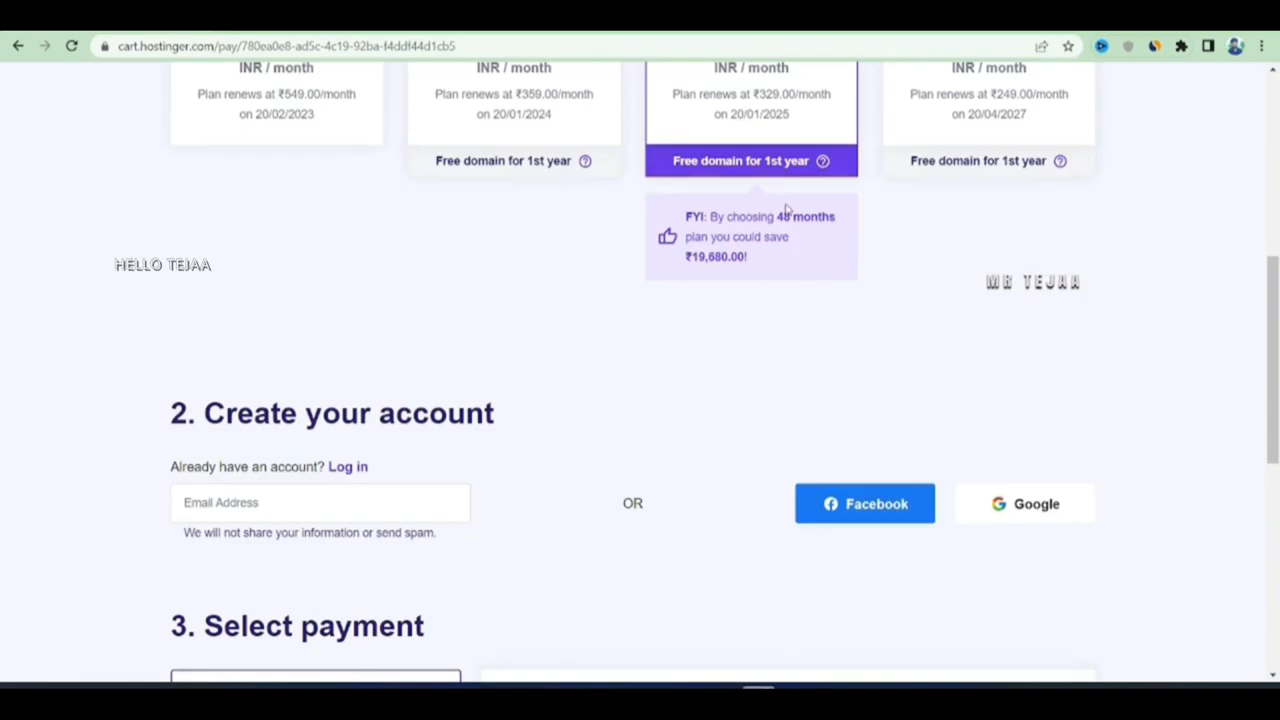 cart.hostinger.com/pay/780ea0e8-ad5c-4c19-92ba-f4ddf44d1cb5
INR / month
Plan renews at ₹549.00/month
on 20/02/2023
INR / month
Plan renews at ₹359.00/month
on 20/01/2024
Free domain for 1st year
INR / month
Plan renews at ₹329.00/month
on 20/01/2025
Free domain for 1st year
INR / month
Plan renews at ₹249.00/month
on 20/04/2027
Free domain for 1st year
FYI: By choosing 48 months
plan you could save
₹19,680.00!
HELLO TEJAA
MR TEJAA
2. Create your account
Already have an account? Log in
Email Address
We will not share your information or send spam.
OR
Facebook
Google
3. Select payment